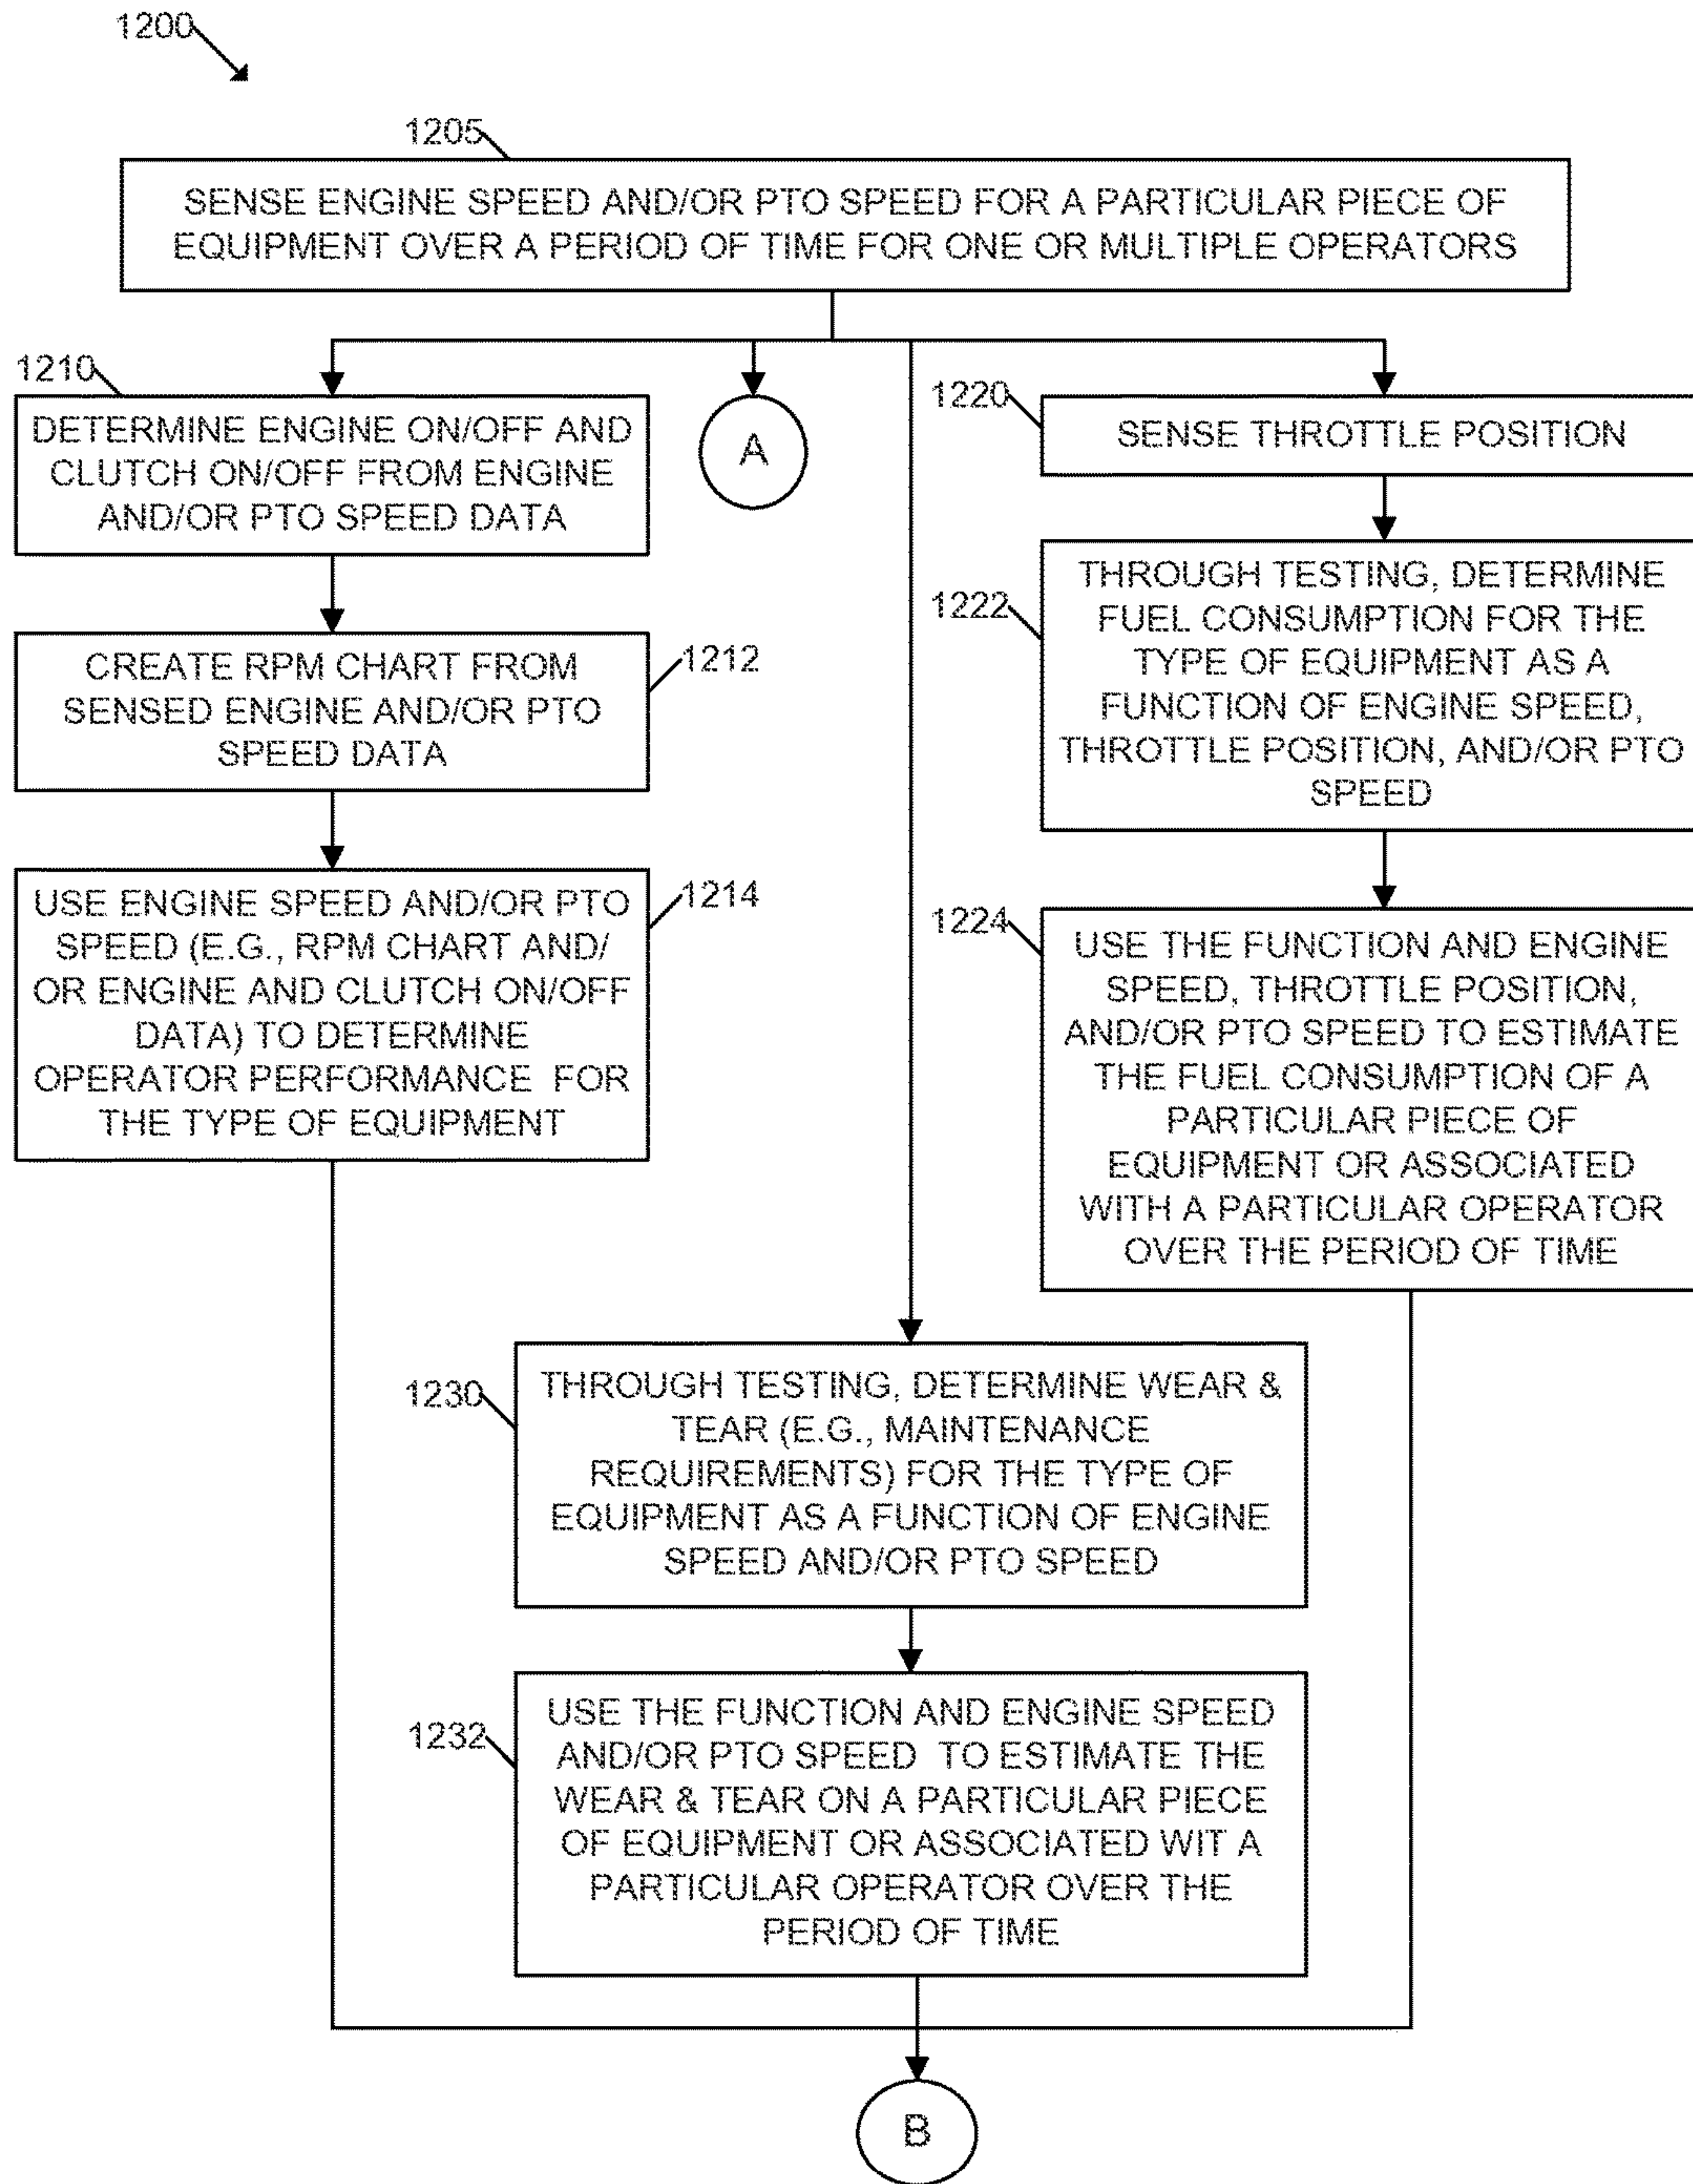 1200
1205
SENSE ENGINE SPEED AND/OR PTO SPEED FOR A PARTICULAR PIECE OF
EQUIPMENT OVER A PERIOD OF TIME FOR ONE OR MULTIPLE OPERATORS
1210
DETERMINE ENGINE ON/OFF AND
CLUTCH ON/OFF FROM ENGINE
AND/OR PTO SPEED DATA
A
1220
SENSE THROTTLE POSITION
1212
CREATE RPM CHART FROM
SENSED ENGINE AND/OR PTO
SPEED DATA
1222
THROUGH TESTING, DETERMINE
FUEL CONSUMPTION FOR THE
TYPE OF EQUIPMENT AS A
FUNCTION OF ENGINE SPEED,
THROTTLE POSITION, AND/OR PTO
SPEED
1214
USE ENGINE SPEED AND/OR PTO
SPEED (E.G., RPM CHART AND/
OR ENGINE AND CLUTCH ON/OFF
DATA) TO DETERMINE
OPERATOR PERFORMANCE FOR
THE TYPE OF EQUIPMENT
1224
USE THE FUNCTION AND ENGINE
SPEED, THROTTLE POSITION,
AND/OR PTO SPEED TO ESTIMATE
THE FUEL CONSUMPTION OF A
PARTICULAR PIECE OF
EQUIPMENT OR ASSOCIATED
WITH A PARTICULAR OPERATOR
OVER THE PERIOD OF TIME
1230
THROUGH TESTING, DETERMINE WEAR &
TEAR (E.G., MAINTENANCE
REQUIREMENTS) FOR THE TYPE OF
EQUIPMENT AS A FUNCTION OF ENGINE
SPEED AND/OR PTO SPEED
1232
USE THE FUNCTION AND ENGINE SPEED
AND/OR PTO SPEED TO ESTIMATE THE
WEAR & TEAR ON A PARTICULAR PIECE
OF EQUIPMENT OR ASSOCIATED WIT A
PARTICULAR OPERATOR OVER THE
PERIOD OF TIME
B